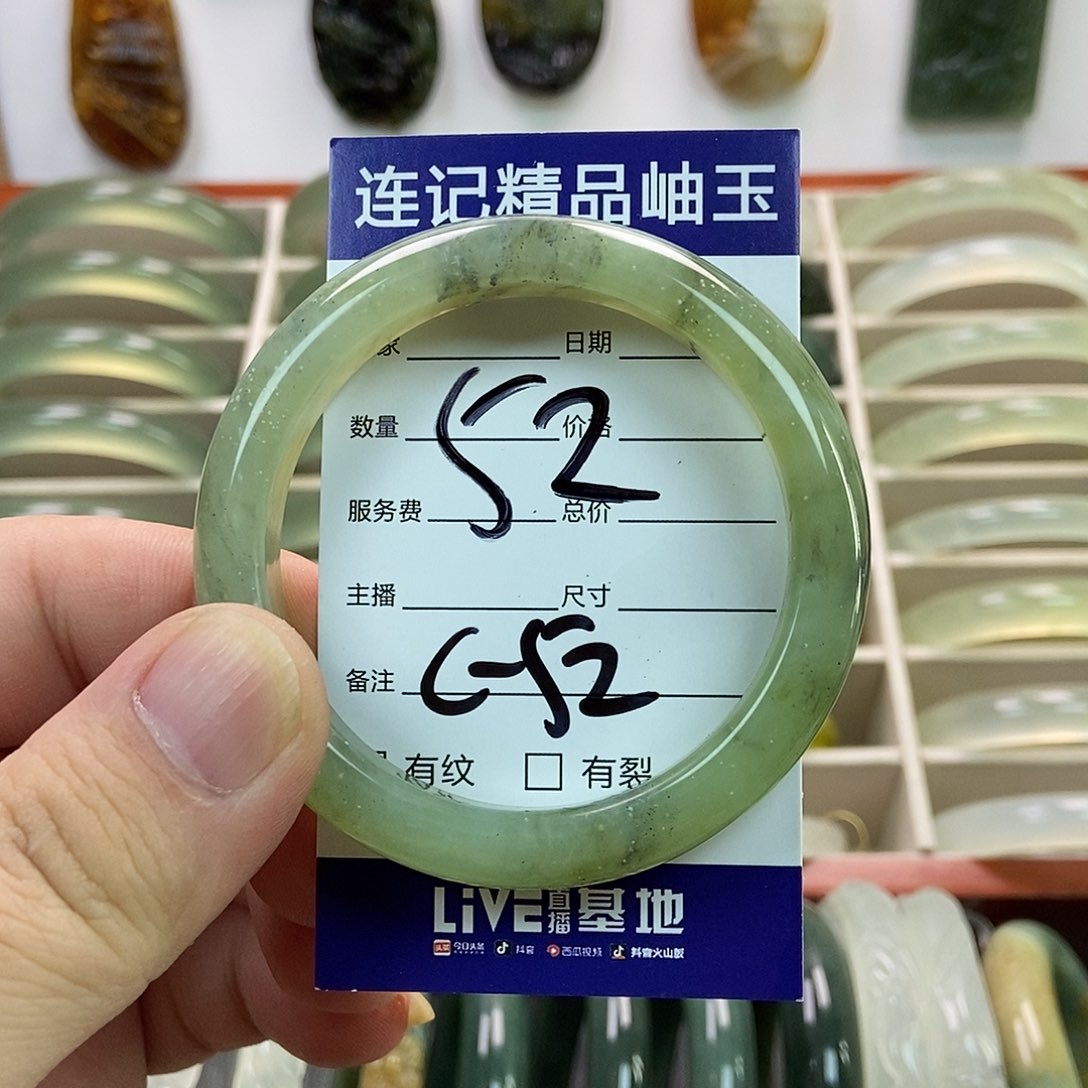 连记精品岫玉
家 日期
52
数量 价格
服务费 总价
主播 尺寸
C-52
备注
有纹 有裂
LiVE直播基地
今日头条 抖音 西瓜视频 抖音火山版